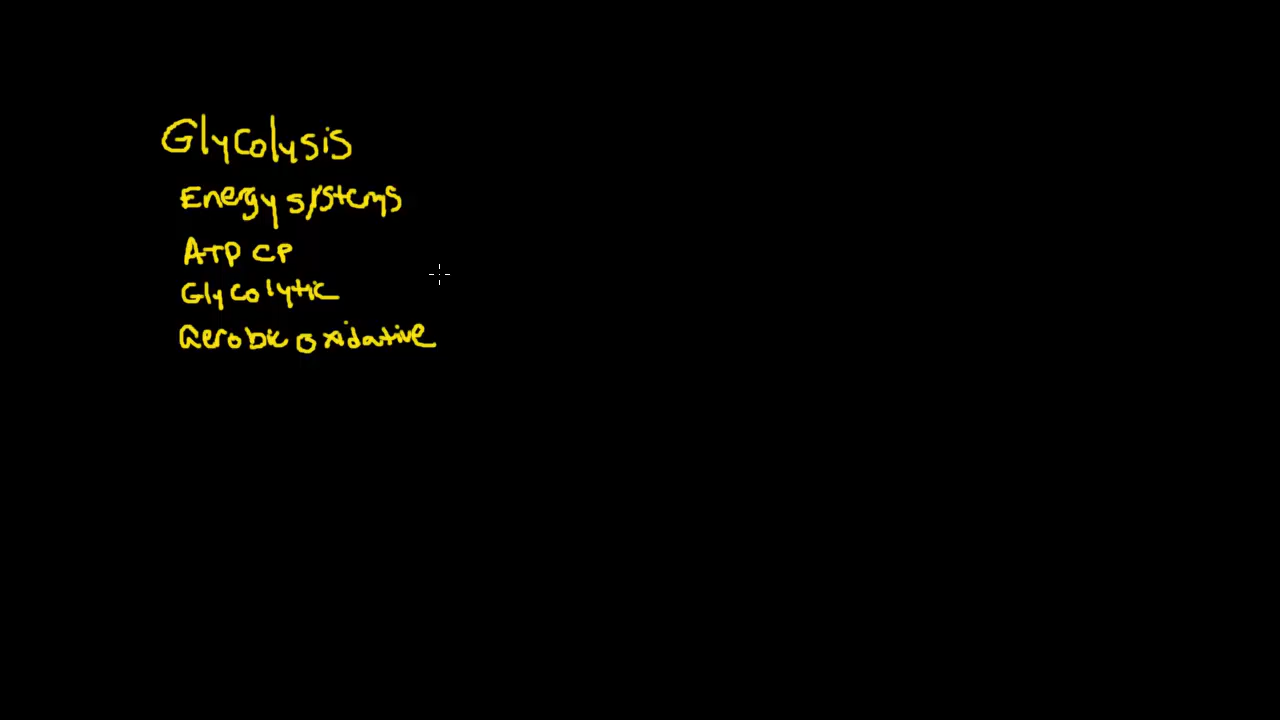 Glycolysis
Energy systems
ATP CP
Glycolytic
Aerobic oxidative